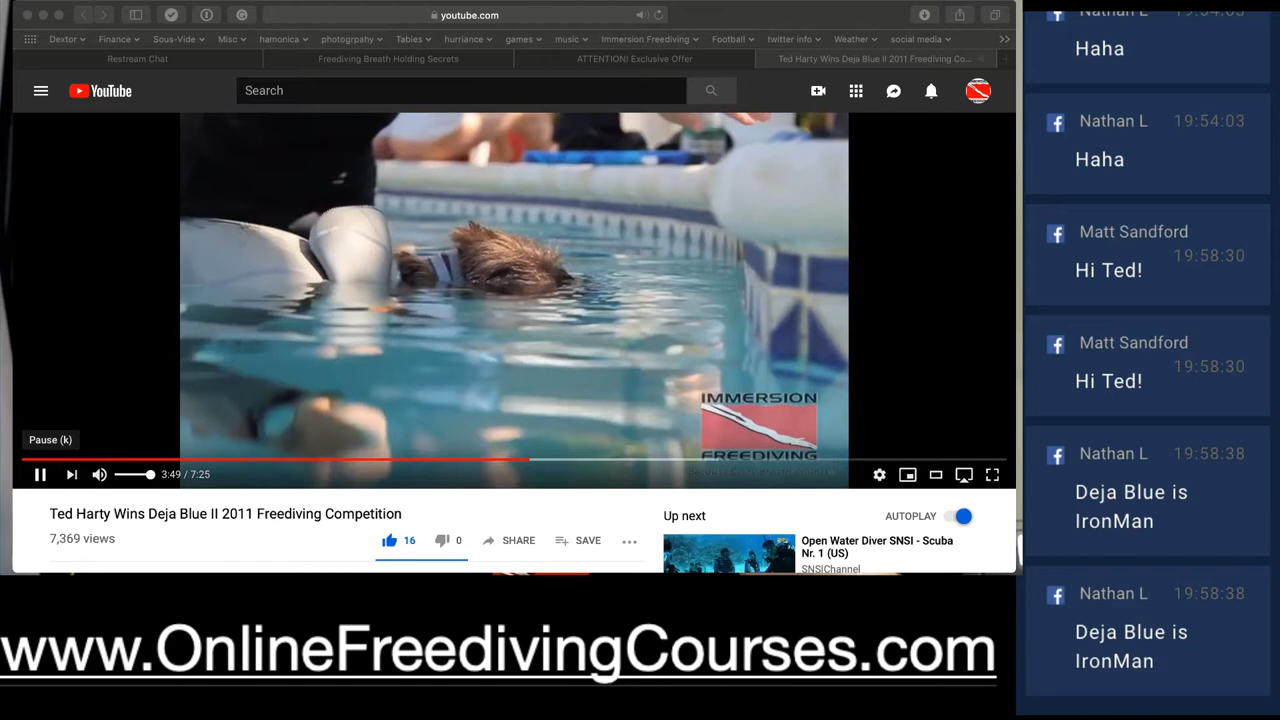 youtube.com
Dextor Finance Sous-Vide Misc hamonica photogrpahy Tables hurriance games music Immersion Freediving Football twitter info Weather social media
Restream Chat
Freediving Breath Holding Secrets
ATTENTION! Exclusive Offer
Ted Harty Wins Deja Blue II 2011 Freediving Co...
YouTube
Search
IMMERSION
FREEDIVING
Pause (k)
3:49 / 7:25
Ted Harty Wins Deja Blue II 2011 Freediving Competition
7,369 views
16
0
SHARE
SAVE
Up next
AUTOPLAY
Open Water Diver SNSI - Scuba
Nr. 1 (US)
SNSIChannel
www.OnlineFreedivingCourses.com
Nathan L 19:54:03
Haha
Nathan L 19:54:03
Haha
Matt Sandford
19:58:30
Hi Ted!
Matt Sandford
19:58:30
Hi Ted!
Nathan L 19:58:38
Deja Blue is
IronMan
Nathan L 19:58:38
Deja Blue is
IronMan